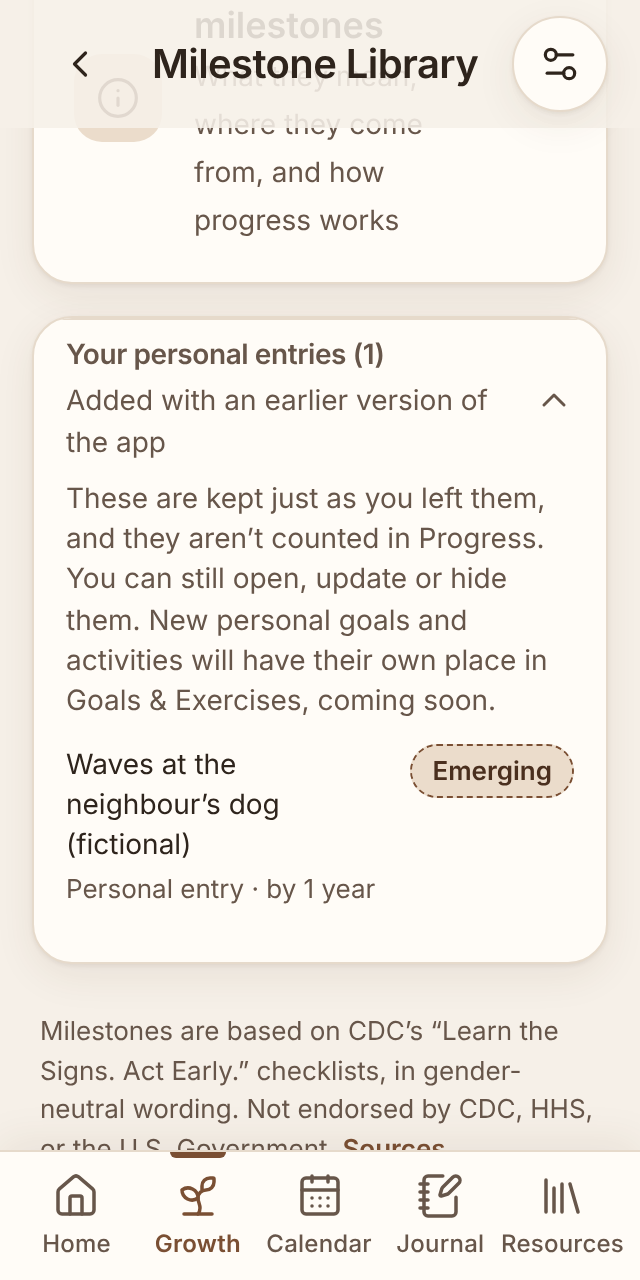 milestones
Milestone Library
What they mean,
where they come
from, and how
progress works
Your personal entries (1)
Added with an earlier version of
the app
These are kept just as you left them,
and they aren’t counted in Progress.
You can still open, update or hide
them. New personal goals and
activities will have their own place in
Goals & Exercises, coming soon.
Waves at the
neighbour’s dog
(fictional)
Emerging
Personal entry · by 1 year
Milestones are based on CDC’s “Learn the
Signs. Act Early.” checklists, in gender-
neutral wording. Not endorsed by CDC, HHS,
or the U.S. Government. Sources
Home
Growth
Calendar
Journal
Resources